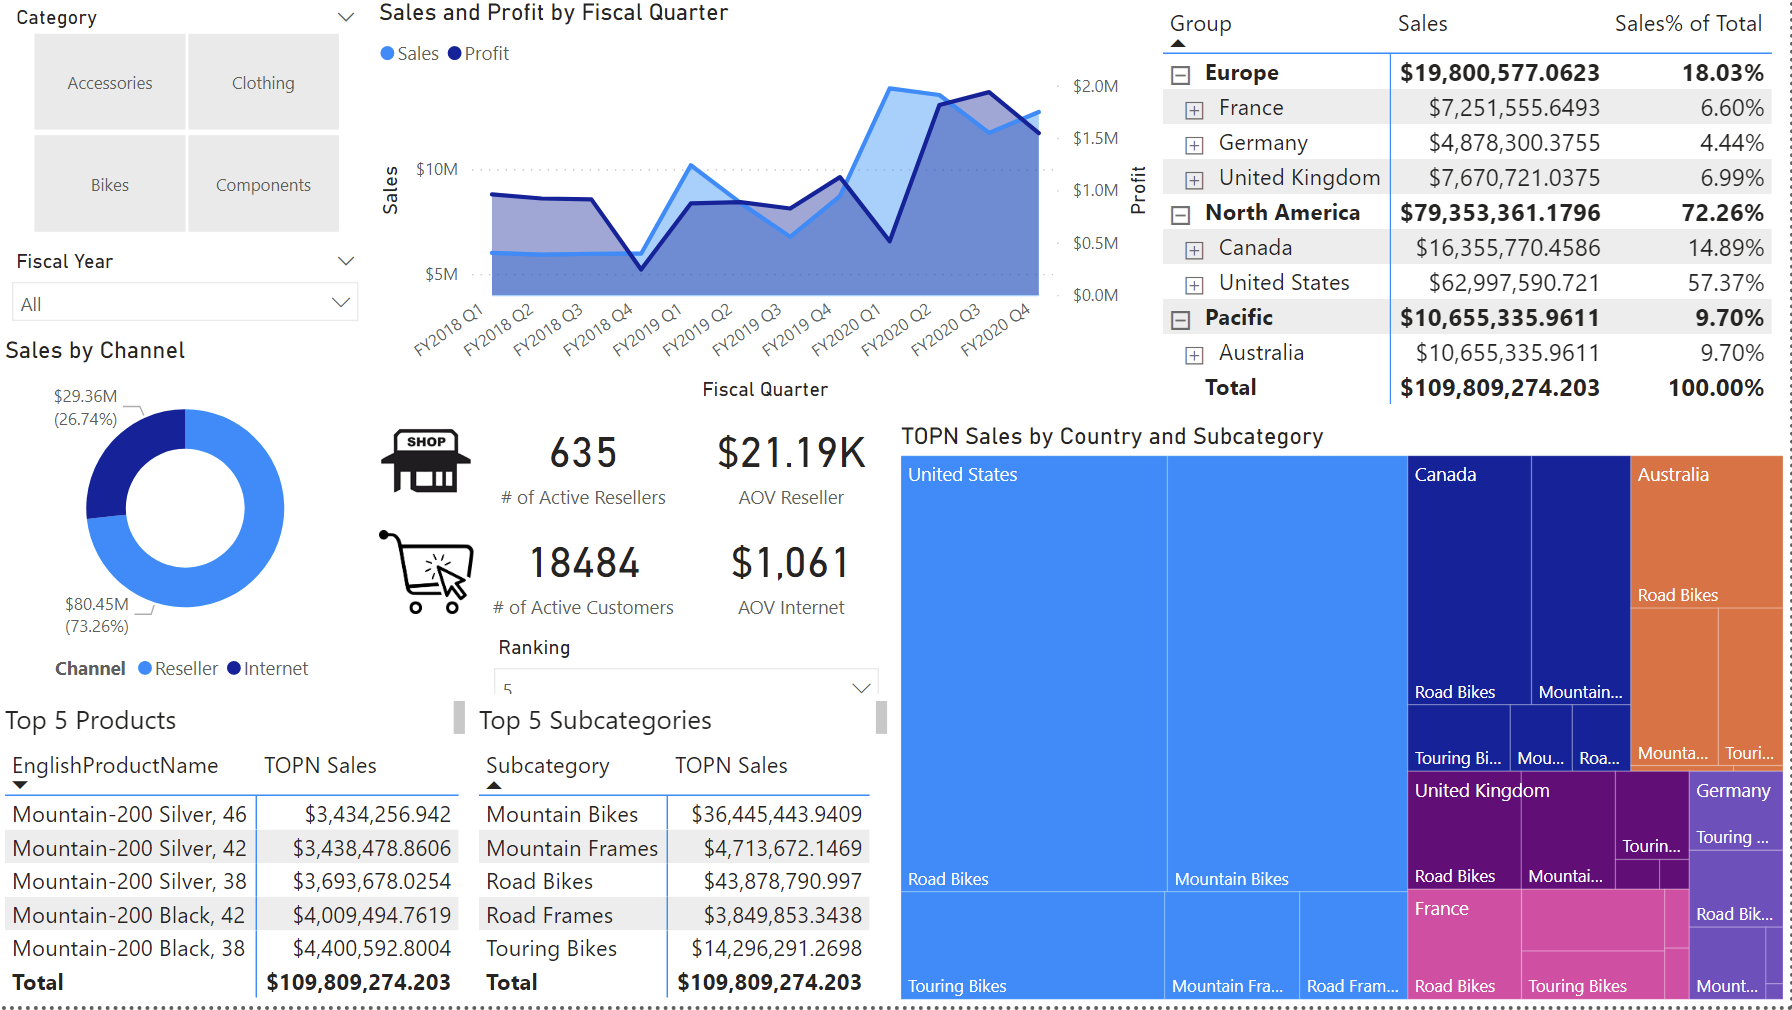 Category
Accessories
Clothing
Bikes
Components
Fiscal Year
All
Sales by Channel
$29.36M
(26.74%)
$80.45M
(73.26%)
Channel Reseller Internet
Sales and Profit by Fiscal Quarter
Sales Profit
Sales
$10M
$5M
$2.0M
$1.5M
$1.0M
$0.5M
$0.0M
Profit
FY2018 Q1
FY2018 Q2
FY2018 Q3
FY2018 Q4
FY2019 Q1
FY2019 Q2
FY2019 Q3
FY2019 Q4
FY2020 Q1
FY2020 Q2
FY2020 Q3
FY2020 Q4
Fiscal Quarter
SHOP
635
# of Active Resellers
$21.19K
AOV Reseller
18484
# of Active Customers
$1,061
AOV Internet
Ranking
5
Group Sales Sales% of Total
Europe $19,800,577.0623 18.03%
France $7,251,555.6493 6.60%
Germany $4,878,300.3755 4.44%
United Kingdom $7,670,721.0375 6.99%
North America $79,353,361.1796 72.26%
Canada $16,355,770.4586 14.89%
United States $62,997,590.721 57.37%
Pacific $10,655,335.9611 9.70%
Australia $10,655,335.9611 9.70%
Total $109,809,274.203 100.00%
Top 5 Products
EnglishProductName TOPN Sales
Mountain-200 Silver, 46 $3,434,256.942
Mountain-200 Silver, 42 $3,438,478.8606
Mountain-200 Silver, 38 $3,693,678.0254
Mountain-200 Black, 42 $4,009,494.7619
Mountain-200 Black, 38 $4,400,592.8004
Total $109,809,274.203
Top 5 Subcategories
Subcategory TOPN Sales
Mountain Bikes $36,445,443.9409
Mountain Frames $4,713,672.1469
Road Bikes $43,878,790.997
Road Frames $3,849,853.3438
Touring Bikes $14,296,291.2698
Total $109,809,274.203
TOPN Sales by Country and Subcategory
United States
Road Bikes
Mountain Bikes
Touring Bikes
Mountain Fra...
Road Fram...
Canada
Road Bikes
Mountain...
Touring Bi...
Mou...
Roa...
Australia
Road Bikes
Mounta...
Touri...
United Kingdom
Road Bikes
Mountai...
Tourin...
Germany
Touring ...
Road Bik...
Mount...
France
Road Bikes
Touring Bikes